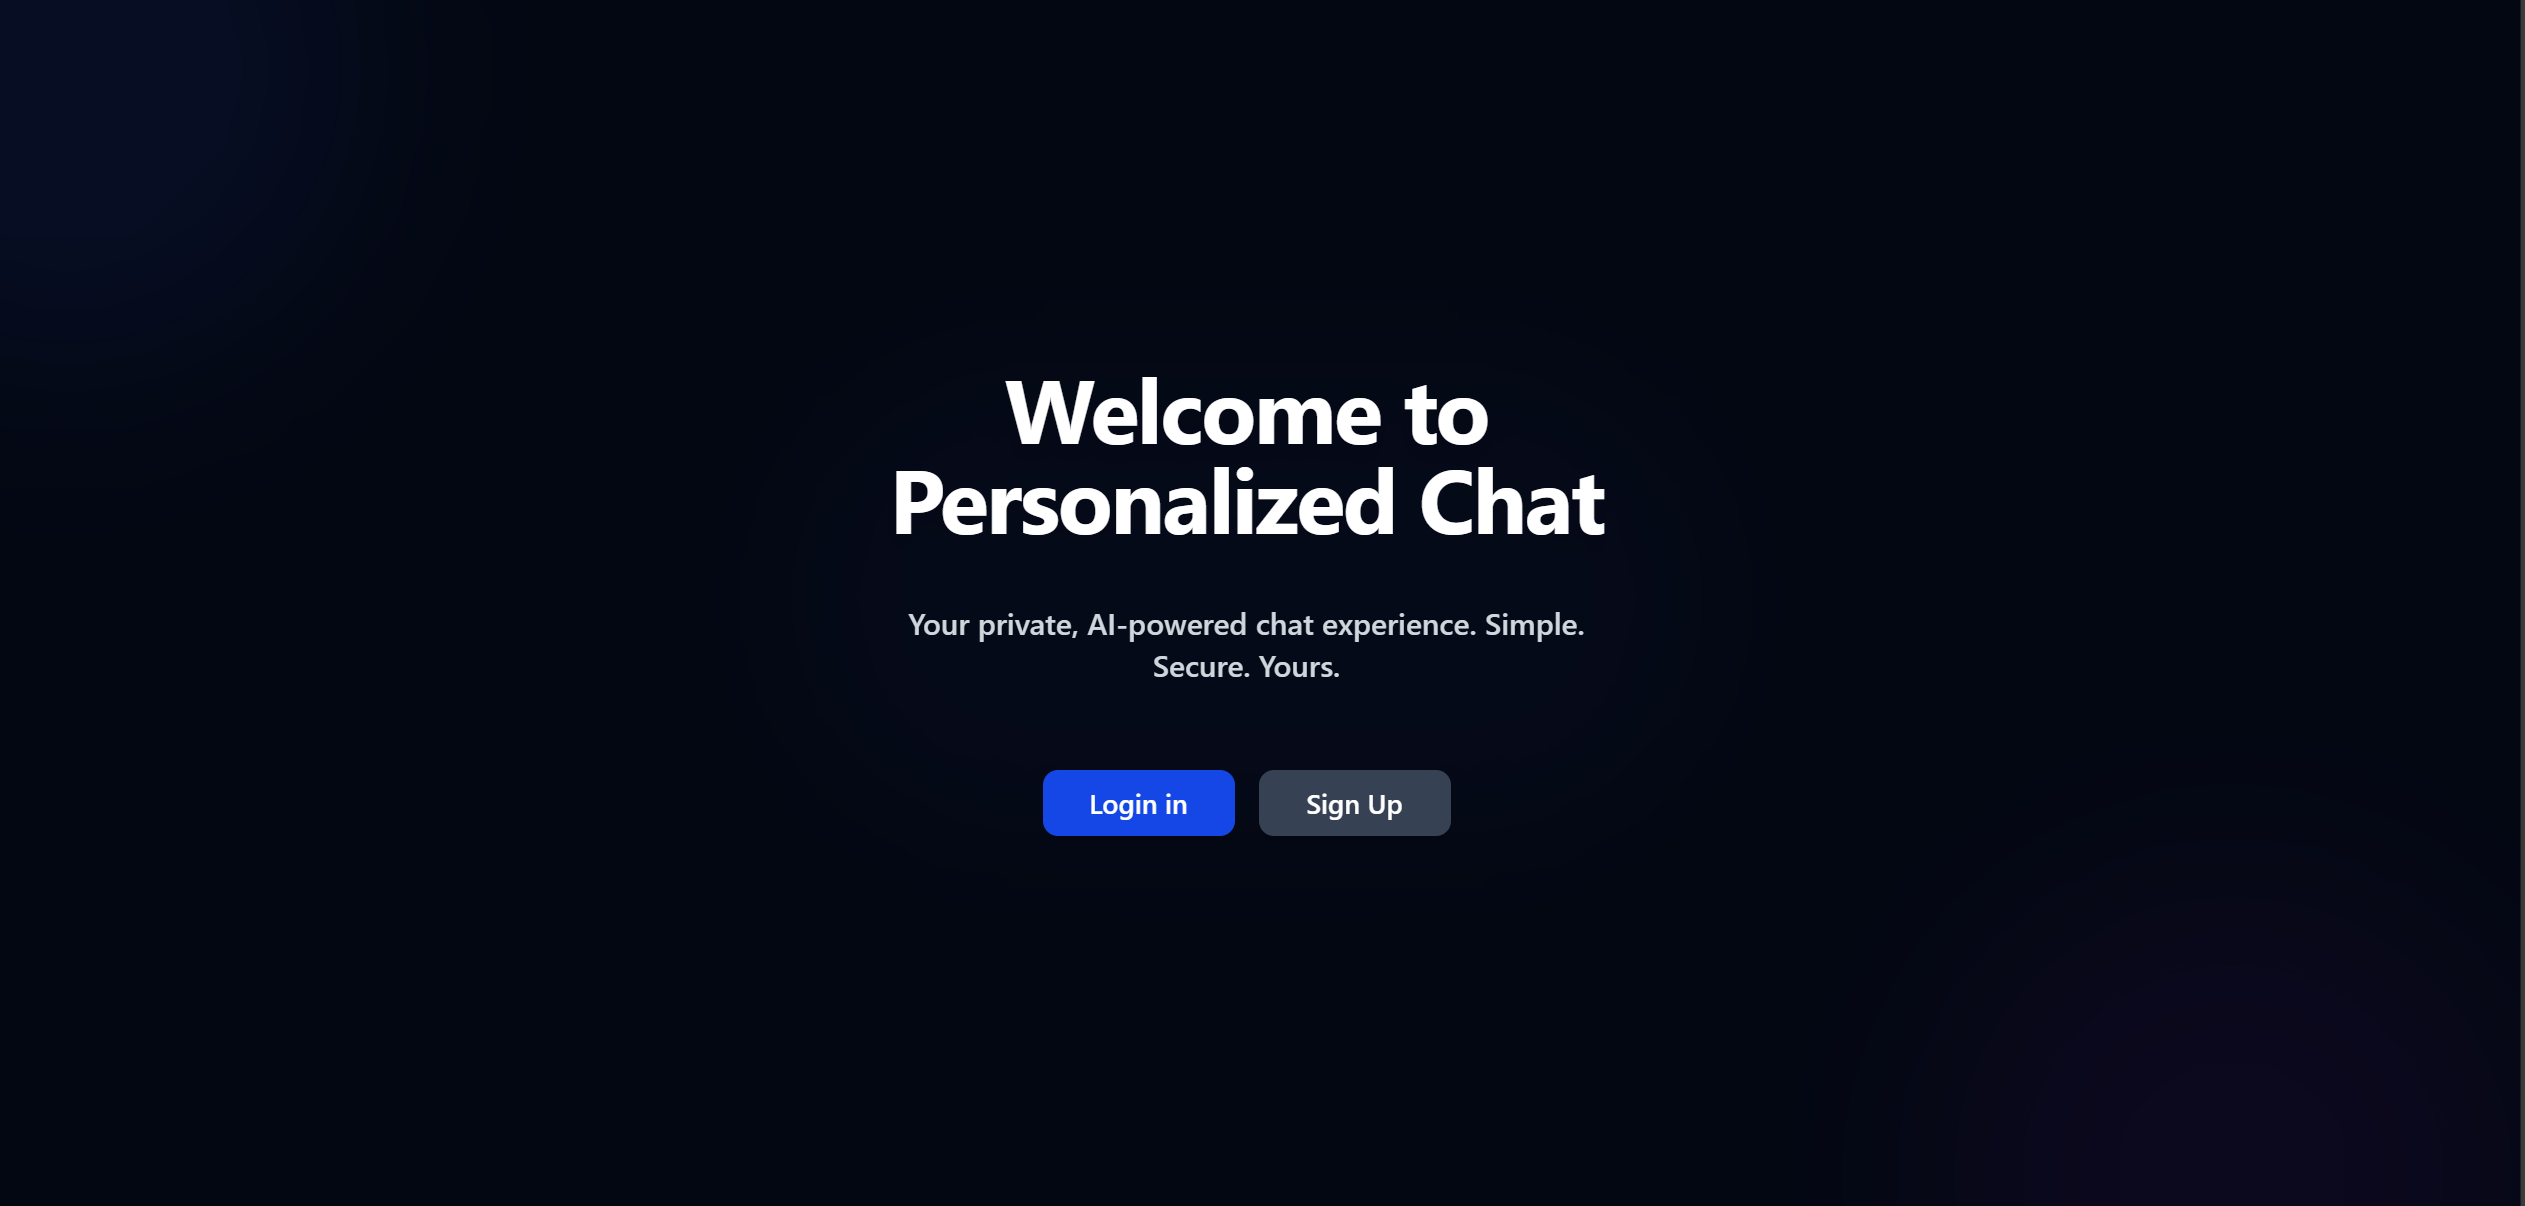 Welcome to
Personalized Chat
Your private, AI-powered chat experience. Simple.
Secure. Yours.
Login in
Sign Up